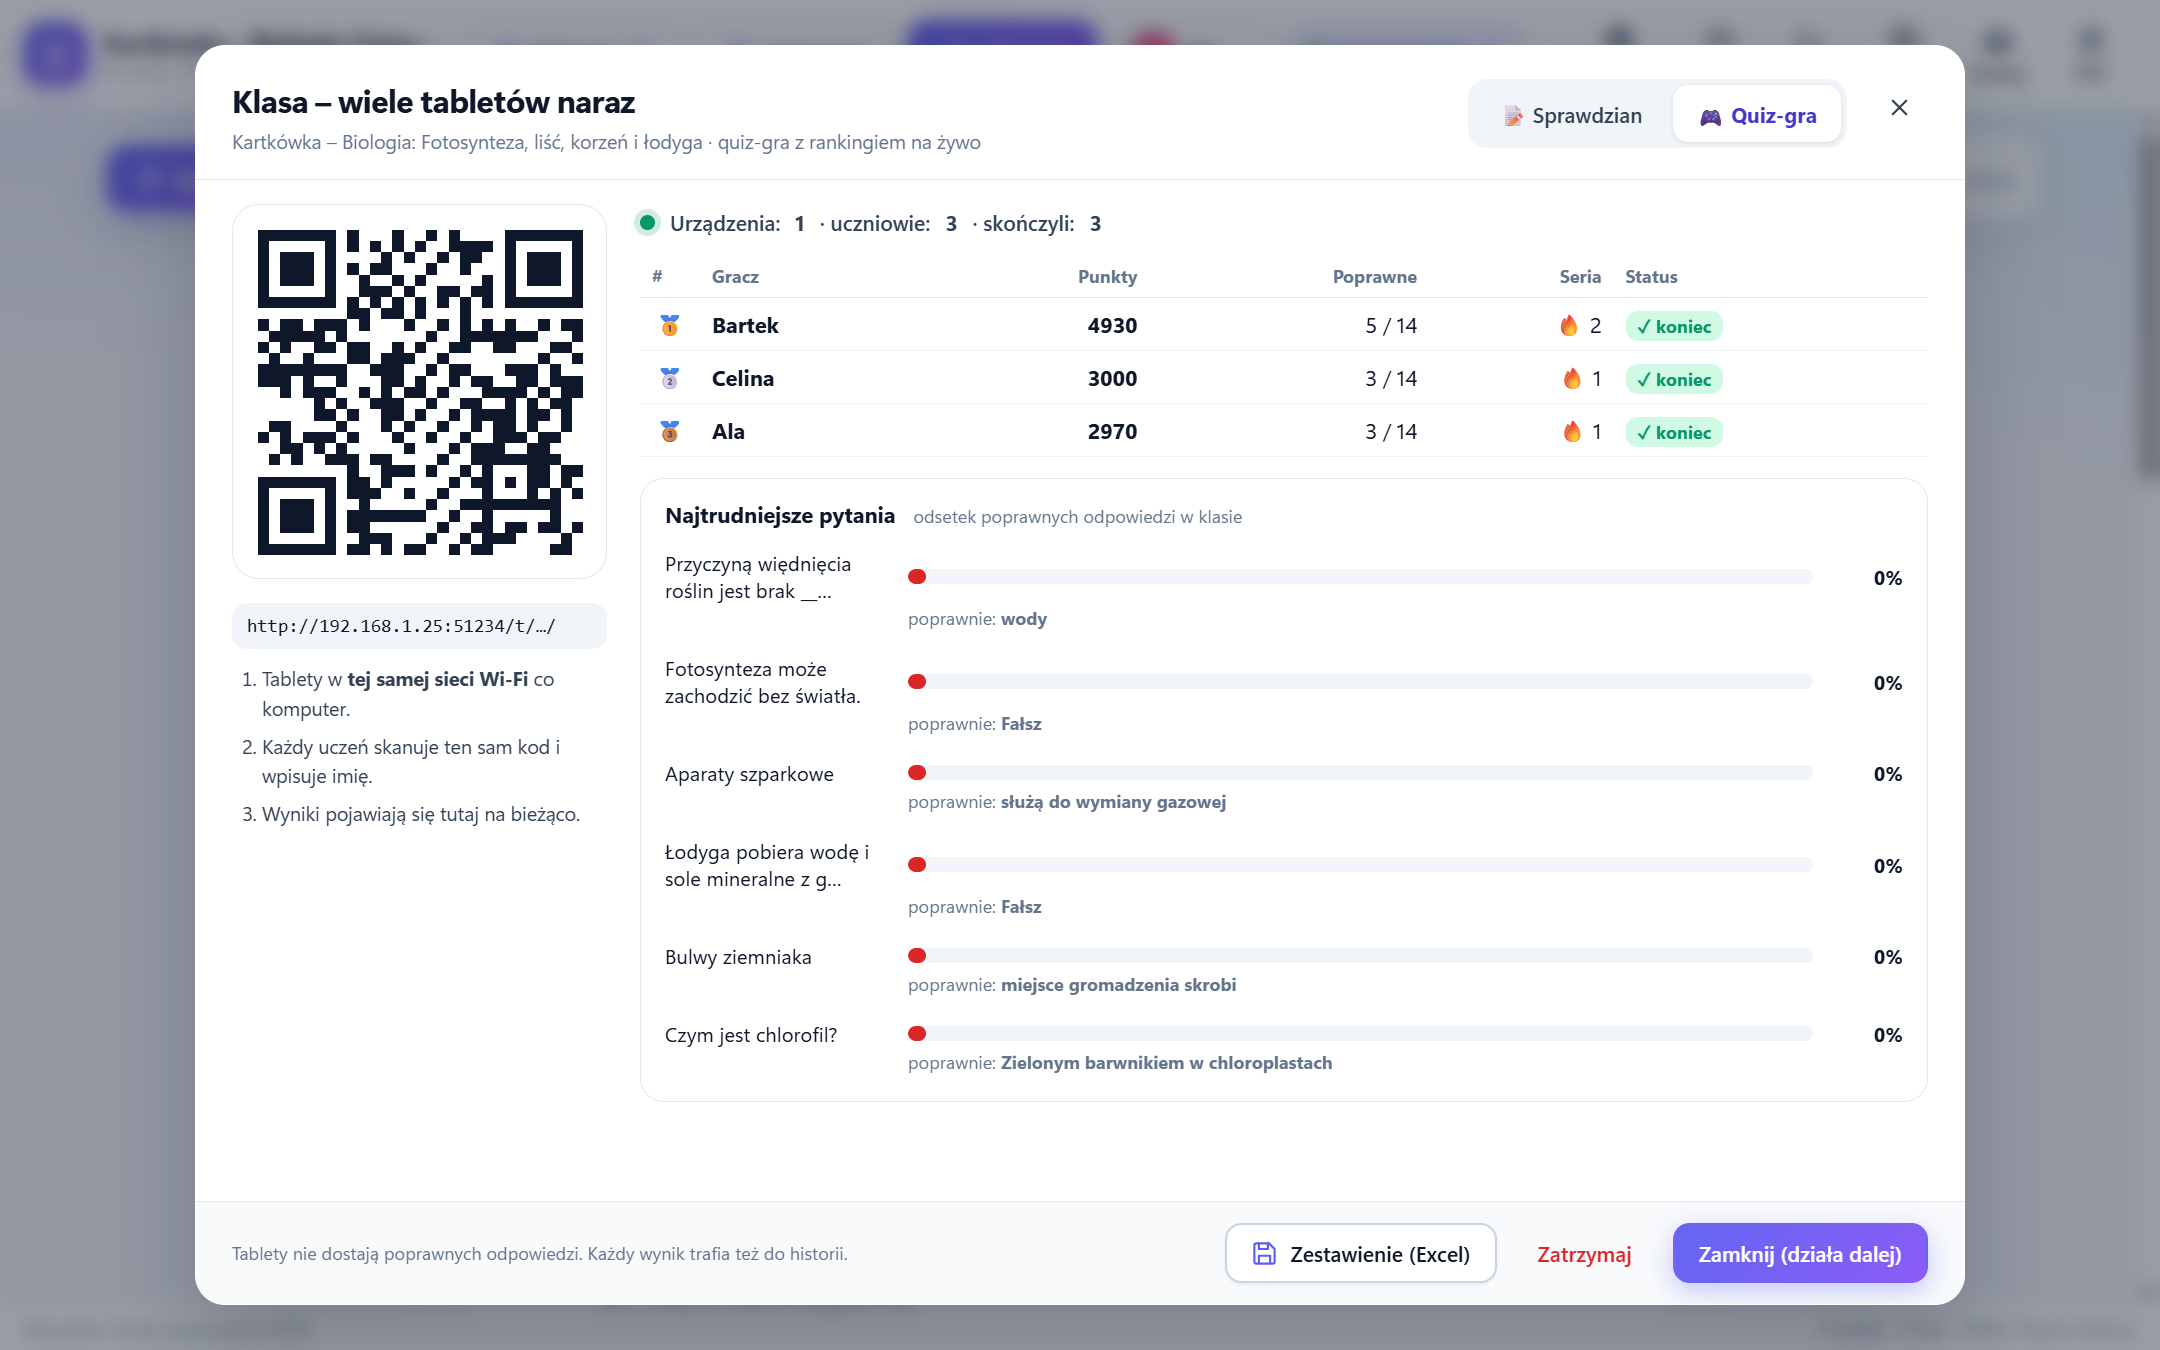 Klasa – wiele tabletów naraz
Kartkówka – Biologia: Fotosynteza, liść, korzeń i łodyga · quiz-gra z rankingiem na żywo
Sprawdzian
Quiz-gra
http://192.168.1.25:51234/t/…/
1. Tablety w tej samej sieci Wi-Fi co
komputer.
2. Każdy uczeń skanuje ten sam kod i
wpisuje imię.
3. Wyniki pojawiają się tutaj na bieżąco.
Urządzenia: 1 · uczniowie: 3 · skończyli: 3
# Gracz Punkty Poprawne Seria Status
1 Bartek 4930 5 / 14 2 ✓ koniec
2 Celina 3000 3 / 14 1 ✓ koniec
3 Ala 2970 3 / 14 1 ✓ koniec
Najtrudniejsze pytania odsetek poprawnych odpowiedzi w klasie
Przyczyną więdnięcia
roślin jest brak __…
0%
poprawnie: wody
Fotosynteza może
zachodzić bez światła.
0%
poprawnie: Fałsz
Aparaty szparkowe
0%
poprawnie: służą do wymiany gazowej
Łodyga pobiera wodę i
sole mineralne z g…
0%
poprawnie: Fałsz
Bulwy ziemniaka
0%
poprawnie: miejsce gromadzenia skrobi
Czym jest chlorofil?
0%
poprawnie: Zielonym barwnikiem w chloroplastach
Tablety nie dostają poprawnych odpowiedzi. Każdy wynik trafia też do historii.
Zestawienie (Excel)
Zatrzymaj
Zamknij (działa dalej)